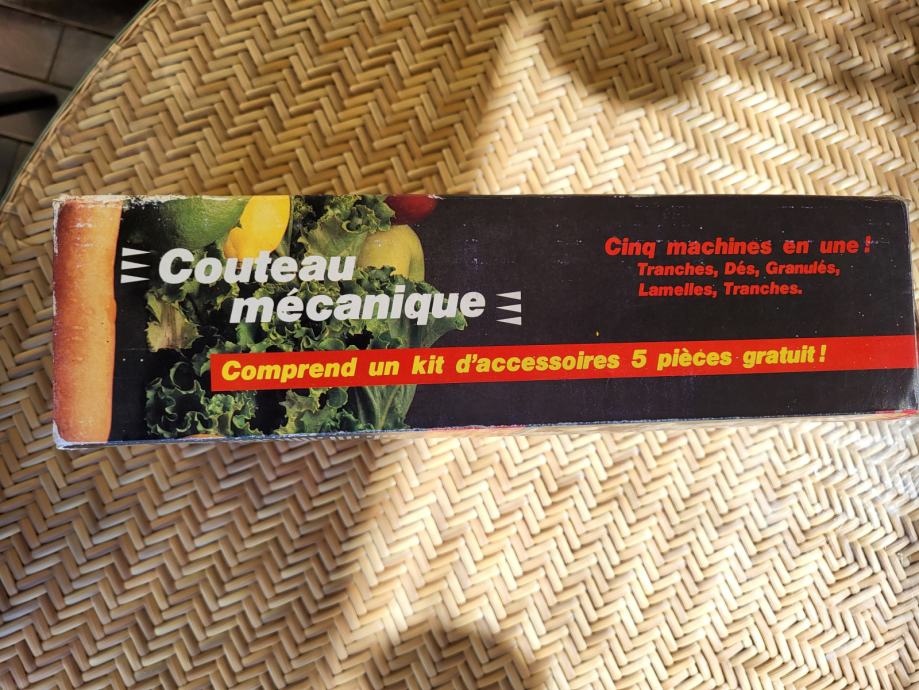 Couteau
mécanique
Cinq machines en une !
Tranches, Dés, Granulés,
Lamelles, Tranches.
Comprend un kit d'accessoires 5 pièces gratuit !